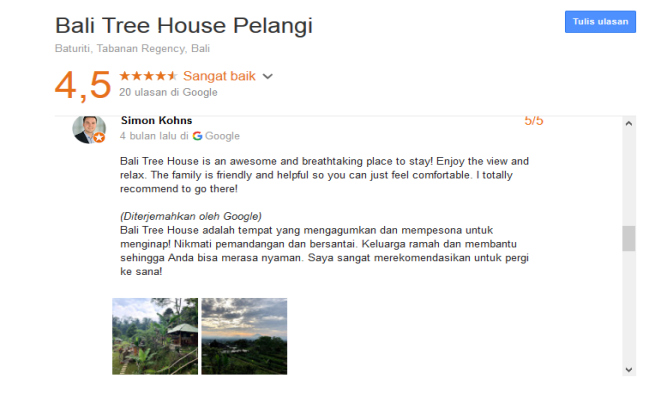 Bali Tree House Pelangi
Tulis ulasan
Baturiti, Tabanan Regency, Bali
4,5 Sangat baik
20 ulasan di Google
Simon Kohns 5/5
4 bulan lalu di Google
Bali Tree House is an awesome and breathtaking place to stay! Enjoy the view and
relax. The family is friendly and helpful so you can just feel comfortable. I totally
recommend to go there!
(Diterjemahkan oleh Google)
Bali Tree House adalah tempat yang mengagumkan dan mempesona untuk
menginap! Nikmati pemandangan dan bersantai. Keluarga ramah dan membantu
sehingga Anda bisa merasa nyaman. Saya sangat merekomendasikan untuk pergi
ke sana!